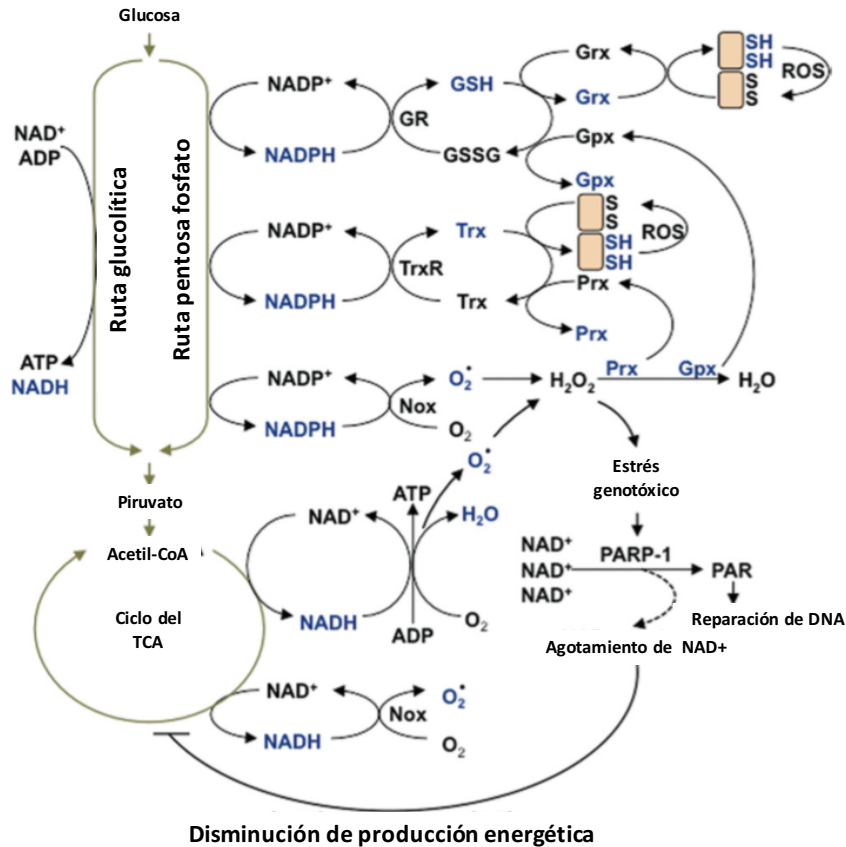 Glucosa
NAD⁺
ADP
Ruta glucolítica
Ruta pentosa fosfato
ATP
NADH
NADP⁺
NADPH
GR
GSH
GSSG
Grx
Grx
Gpx
Gpx
SH
SH
S
S
ROS
NADP⁺
NADPH
TrxR
Trx
Trx
S
S
SH
SH
ROS
Prx
Prx
NADP⁺
NADPH
Nox
O₂•
O₂
H₂O₂
Prx
Gpx
H₂O
O₂•
Piruvato
Acetil-CoA
Ciclo del
TCA
NAD⁺
NADH
ATP
ADP
H₂O
O₂
Estrés
genotóxico
NAD⁺
NAD⁺
NAD⁺
PARP-1
PAR
Reparación de DNA
Agotamiento de NAD+
NAD⁺
NADH
Nox
O₂•
O₂
Disminución de producción energética